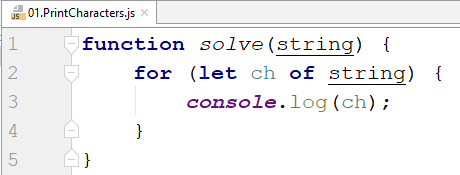 JS
01.PrintCharacters.js ×
1 function solve(string) {
2     for (let ch of string) {
3         console.log(ch);
4     }
5 }